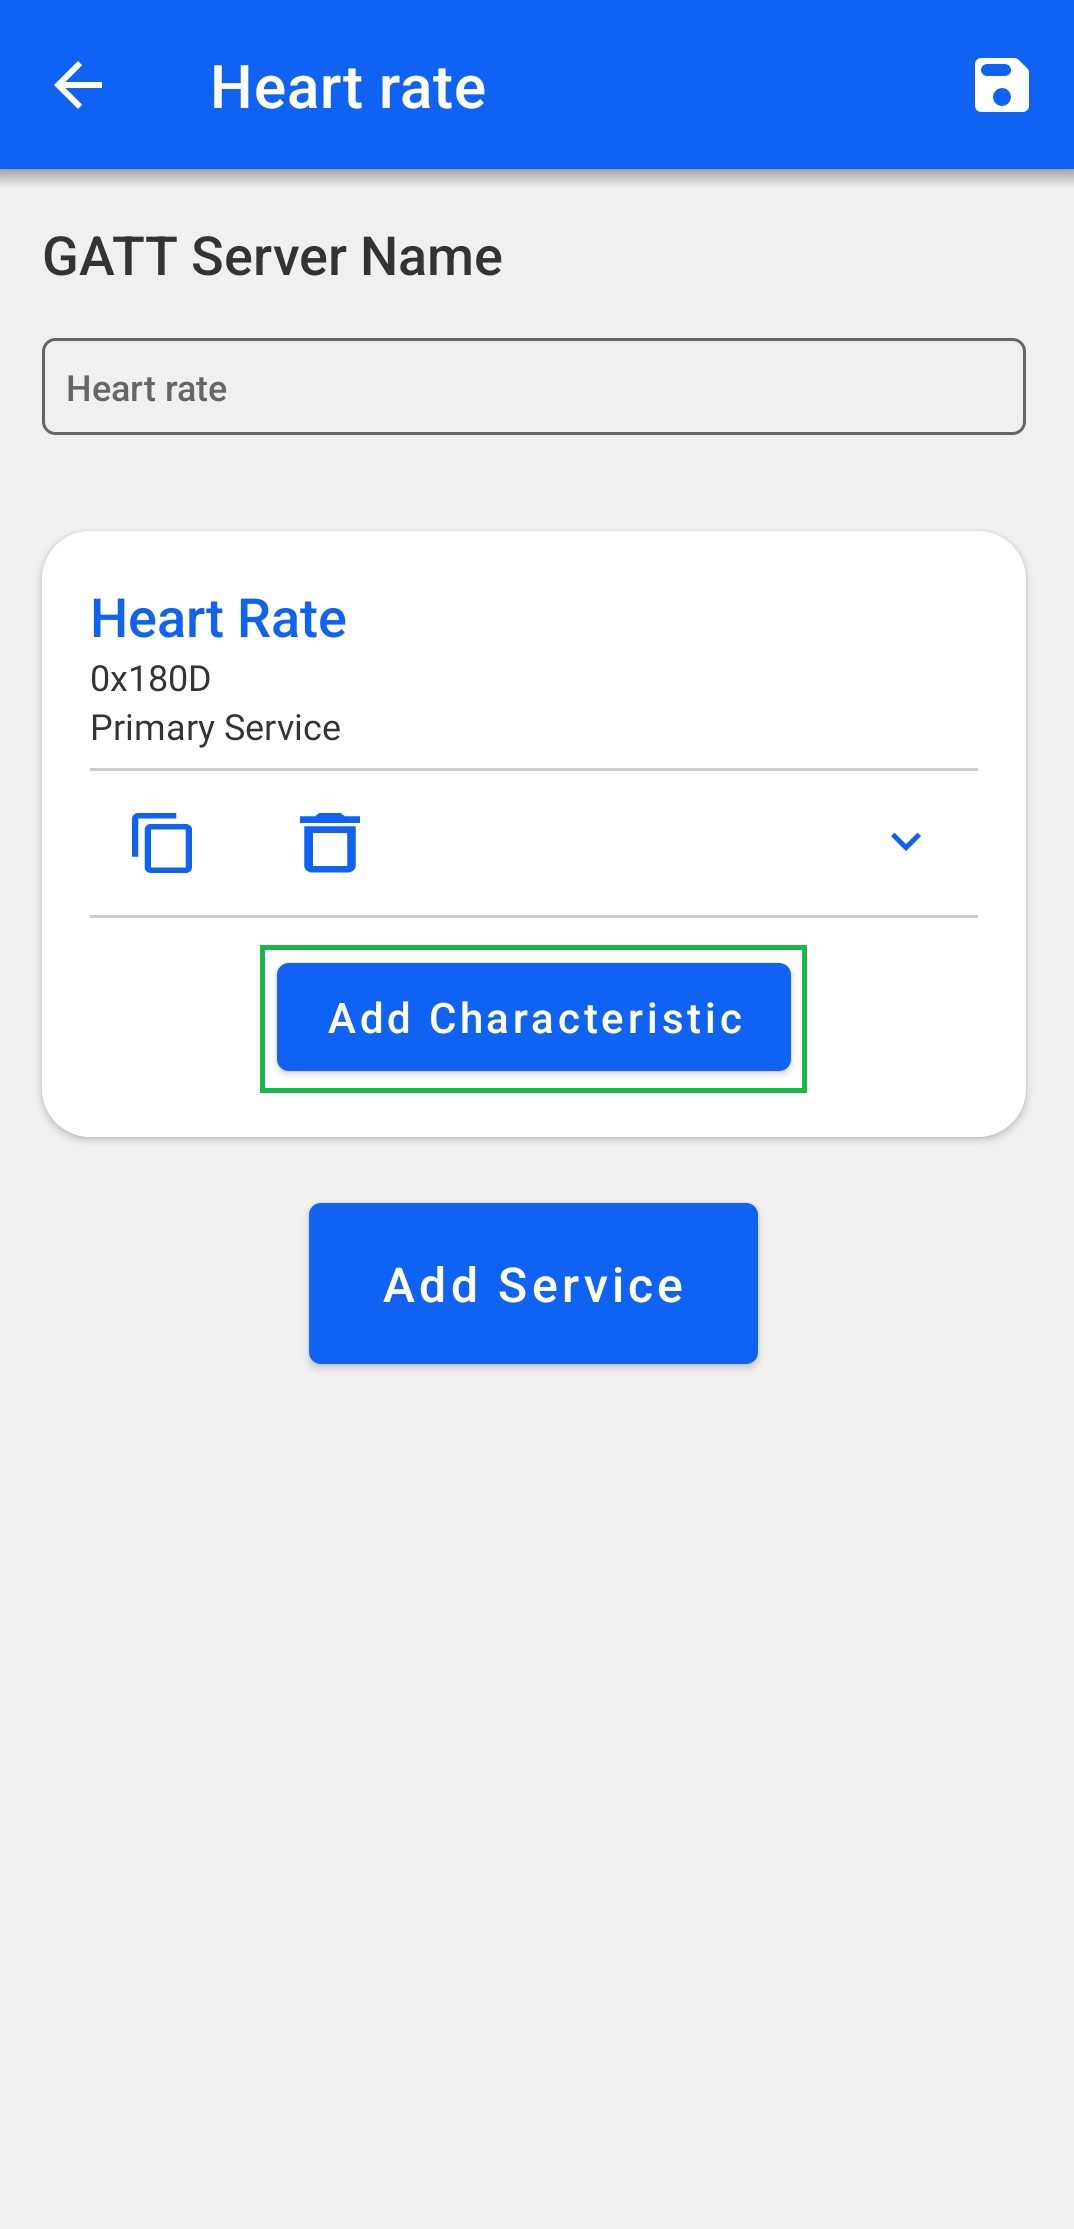 Heart rate
GATT Server Name
Heart rate
Heart Rate
0x180D
Primary Service
Add Characteristic
Add Service